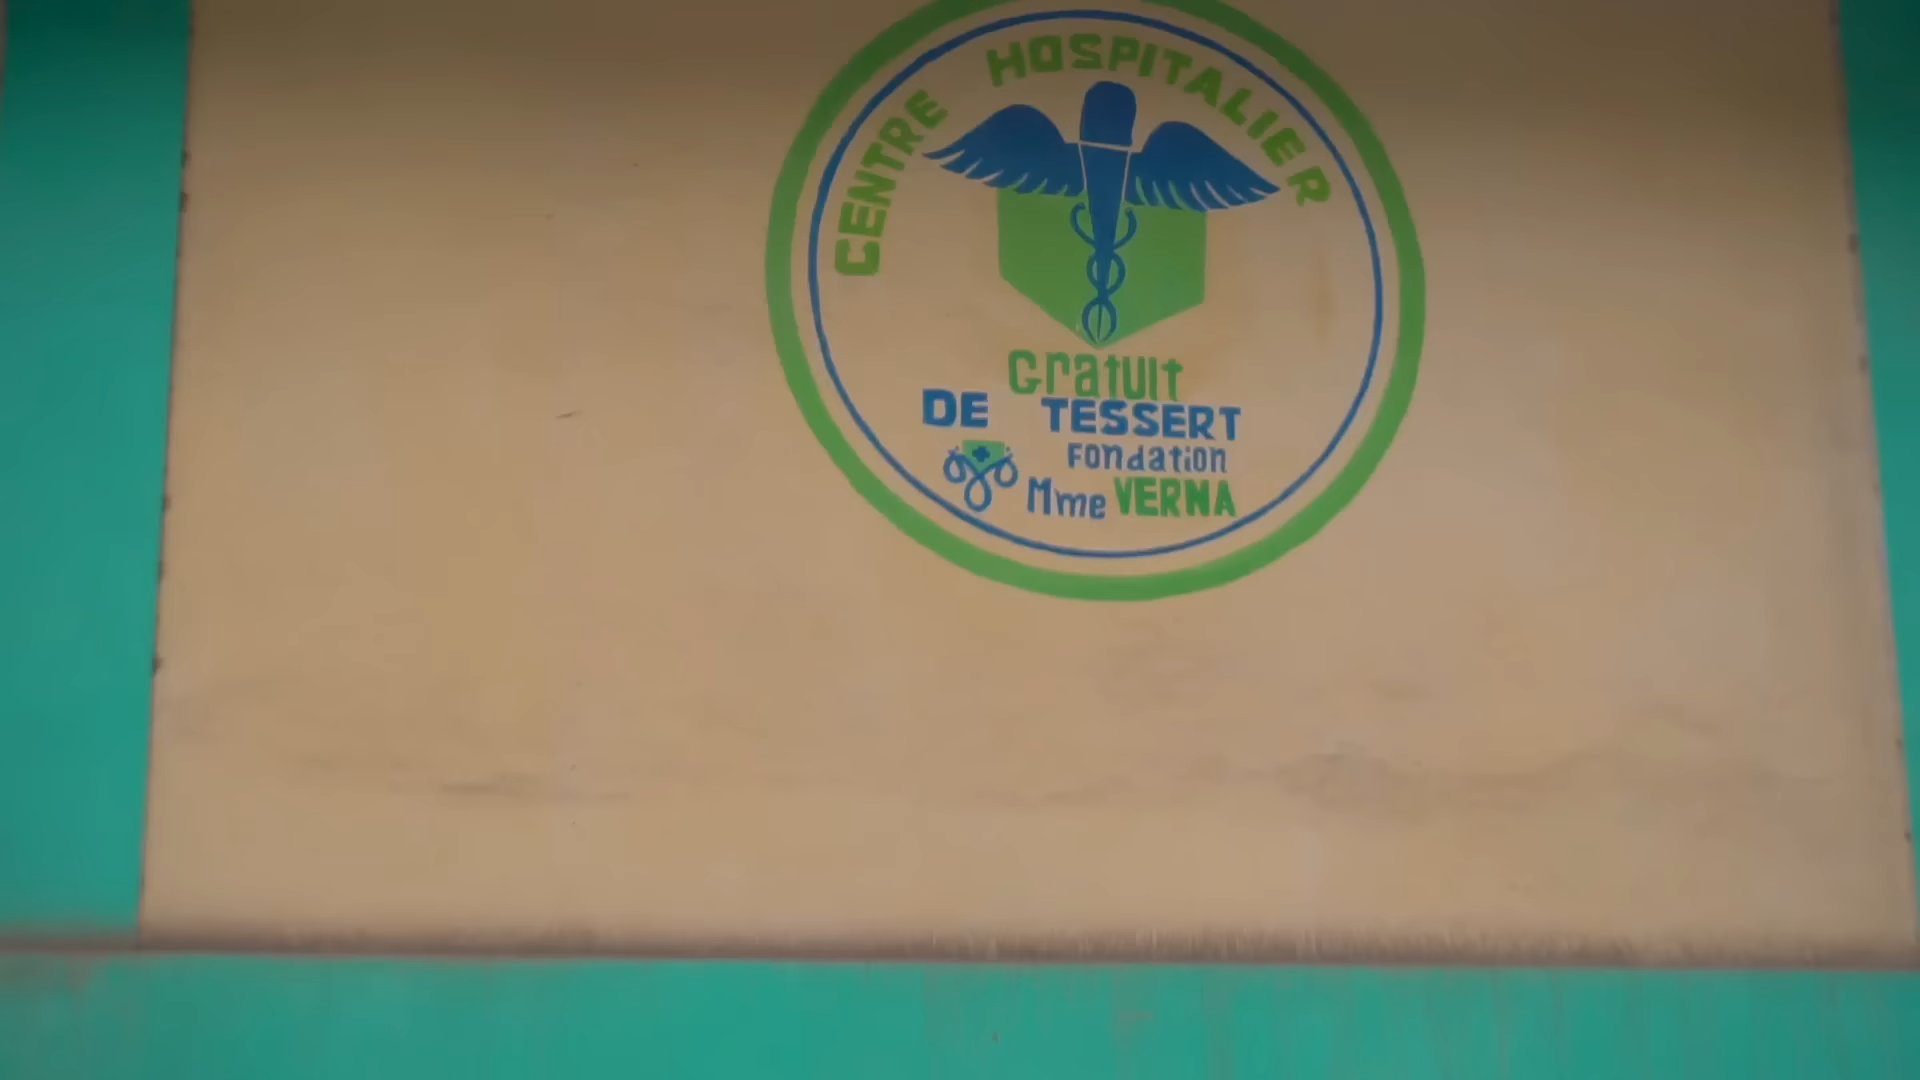 CENTRE HOSPITALIER
Gratuit
DE TESSERT
Fondation
Mme VERNA